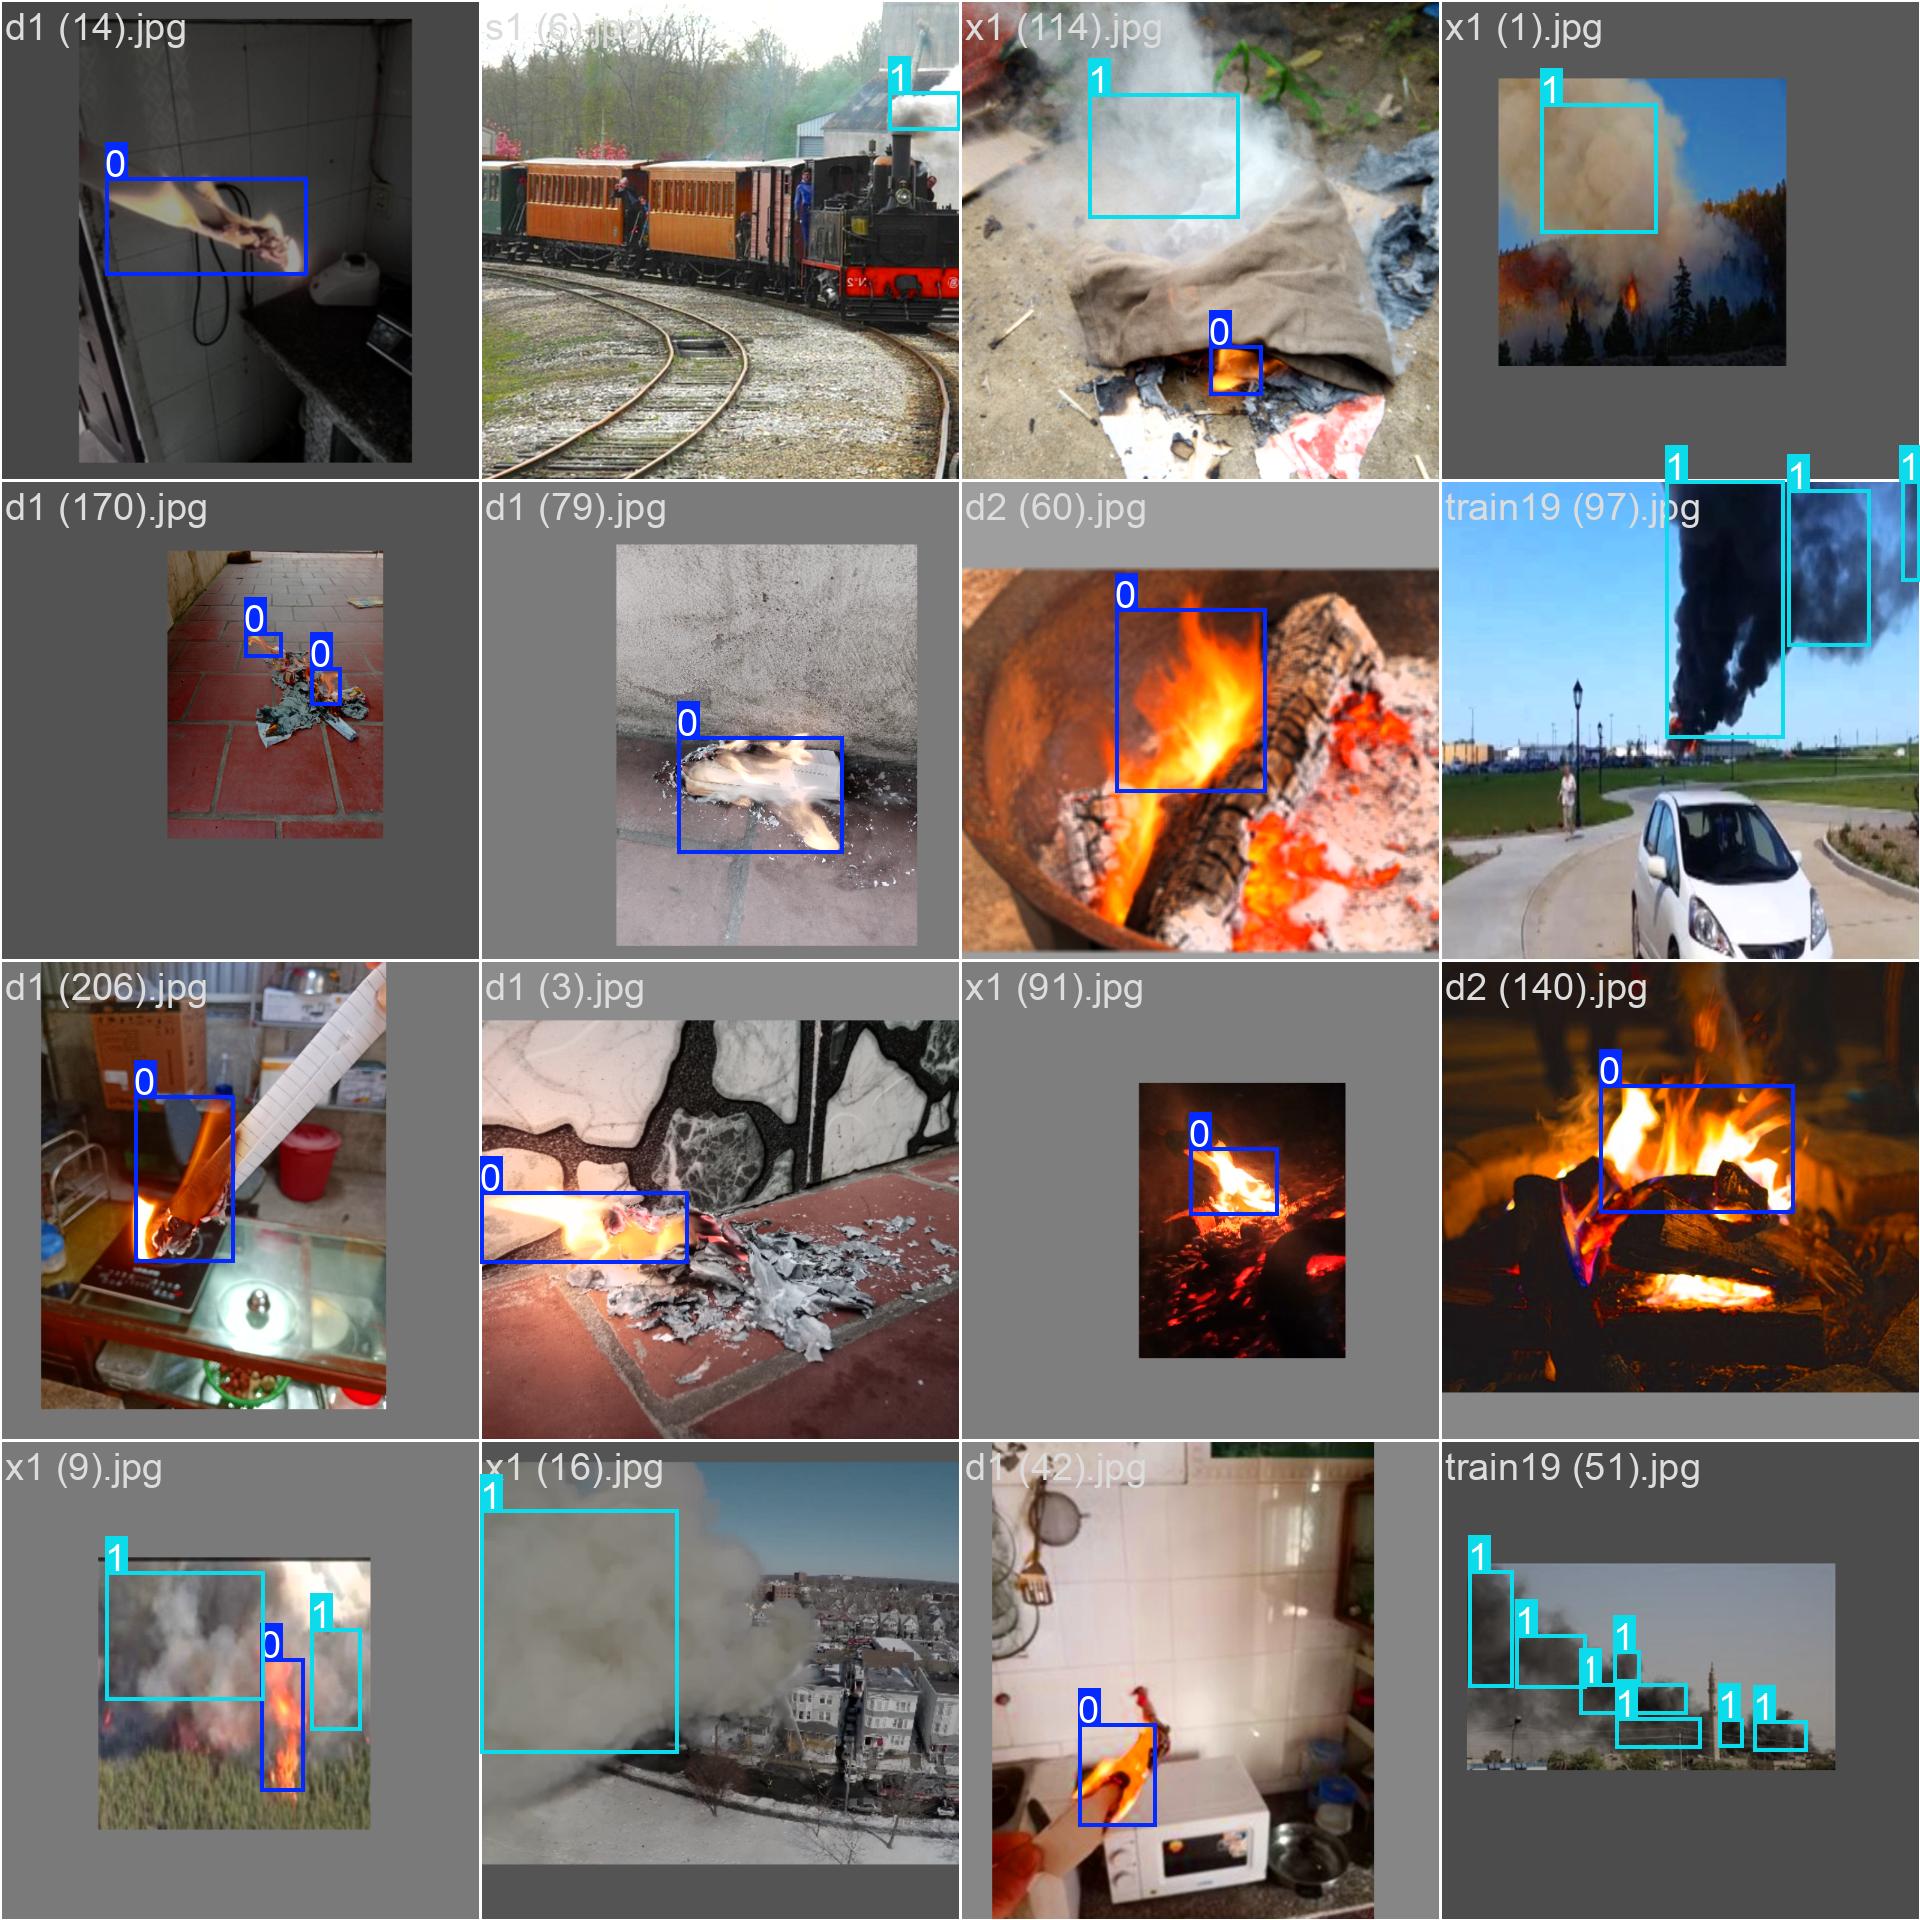 d1 (14).jpg
s1 (6).jpg
1
x1 (114).jpg
1
0
x1 (1).jpg
1
0
d1 (170).jpg
0
0
d1 (79).jpg
0
d2 (60).jpg
0
train19 (97).jpg
1
1
1
d1 (206).jpg
0
d1 (3).jpg
0
x1 (91).jpg
0
d2 (140).jpg
0
x1 (9).jpg
1
0
1
x1 (16).jpg
1
d1 (42).jpg
0
train19 (51).jpg
1
1
1
1
1
1
1